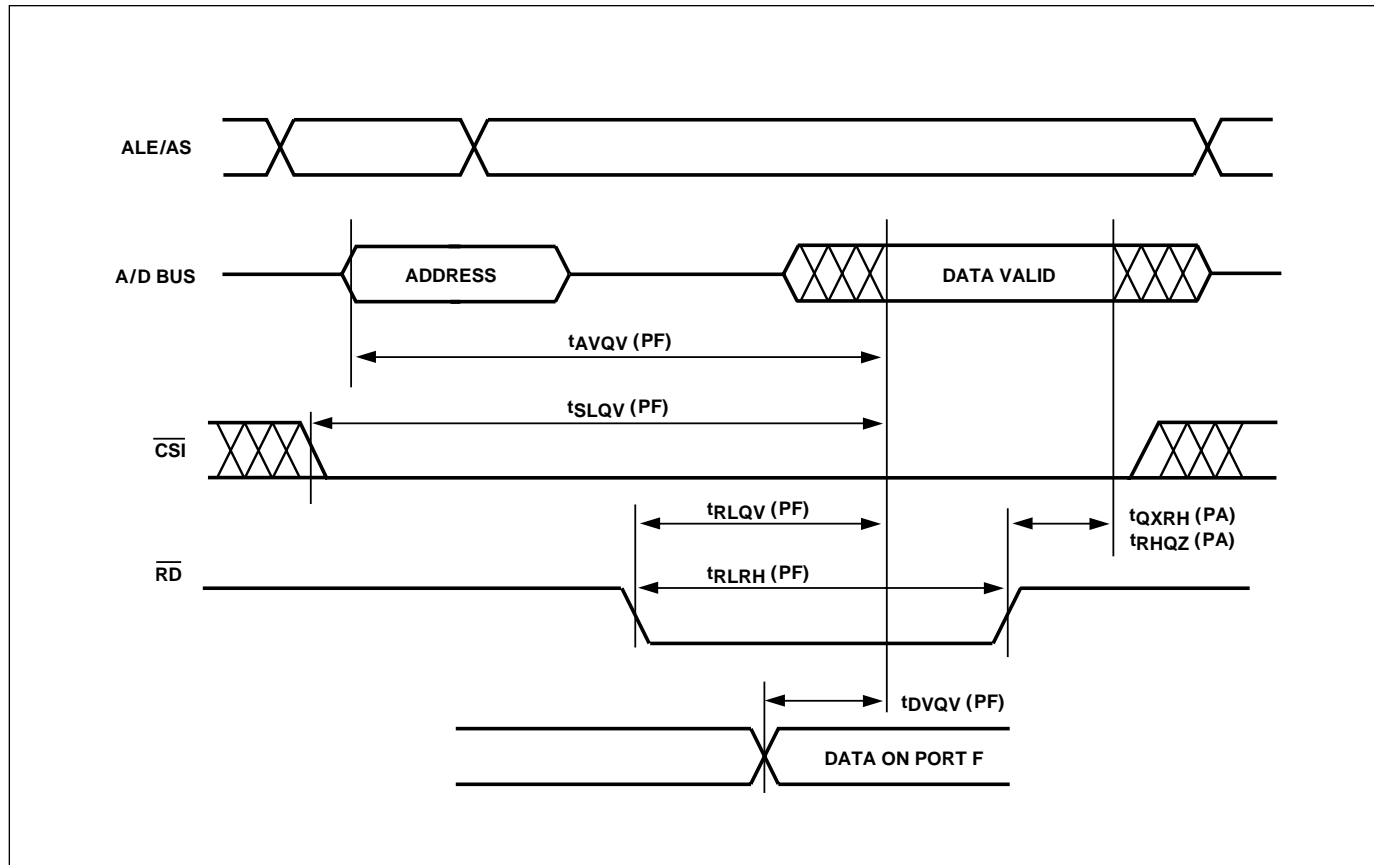 ALE/AS
A/D BUS
ADDRESS
DATA VALID
tAVQV (PF)
tSLQV (PF)
CSI
tRLQV (PF)
tQXRH (PA)
tRHQZ (PA)
RD
tRLRH (PF)
tDVQV (PF)
DATA ON PORT F